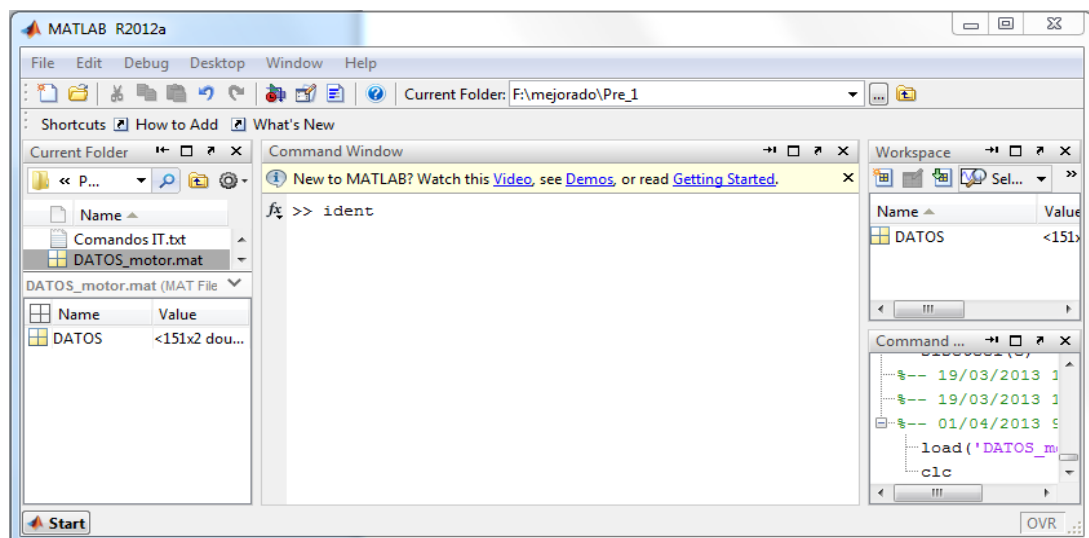 MATLAB R2012a
File Edit Debug Desktop Window Help
Current Folder: F:\mejorado\Pre_1
Shortcuts How to Add What's New
Current Folder
« P...
Name
Comandos IT.txt
DATOS_motor.mat
DATOS_motor.mat (MAT File
Name Value
DATOS <151x2 dou...
Command Window
New to MATLAB? Watch this Video, see Demos, or read Getting Started.
fx >> ident
Workspace
Sel...
Name Value
DATOS <151x
Command ...
%-- 19/03/2013 1
%-- 19/03/2013 1
%-- 01/04/2013 9
load('DATOS_m
clc
Start
OVR